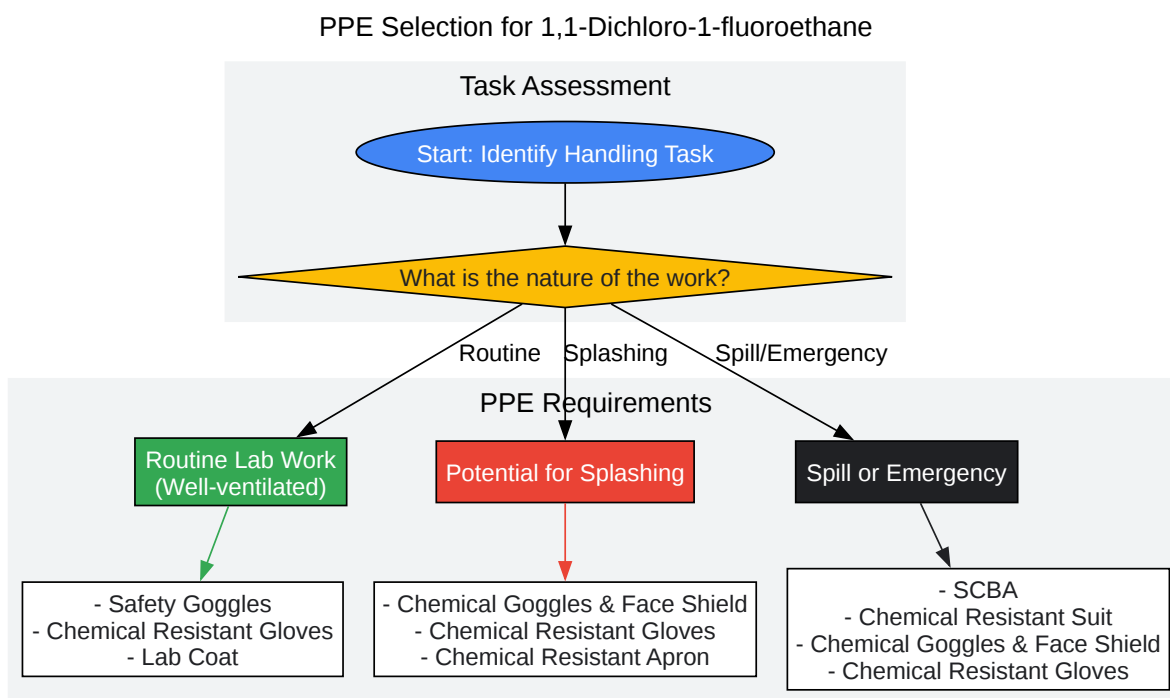 PPE Selection for 1,1-Dichloro-1-fluoroethane
Task Assessment
Start: Identify Handling Task
What is the nature of the work?
Routine
Splashing
Spill/Emergency
PPE Requirements
Routine Lab Work
(Well-ventilated)
Potential for Splashing
Spill or Emergency
- Safety Goggles
- Chemical Resistant Gloves
- Lab Coat
- Chemical Goggles & Face Shield
- Chemical Resistant Gloves
- Chemical Resistant Apron
- SCBA
- Chemical Resistant Suit
- Chemical Goggles & Face Shield
- Chemical Resistant Gloves